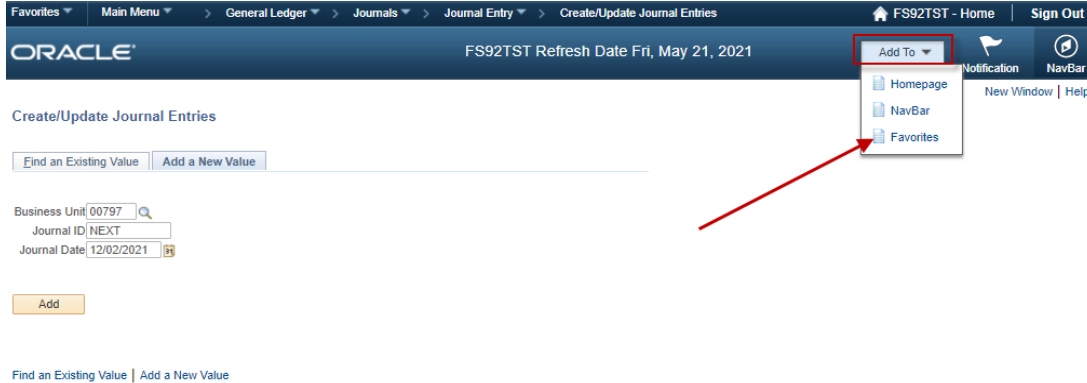 Favorites Main Menu > General Ledger > Journals > Journal Entry > Create/Update Journal Entries FS92TST - Home Sign Out
ORACLE FS92TST Refresh Date Fri, May 21, 2021 Add To Notification NavBar
Homepage
NavBar
Favorites
New Window | Help
Create/Update Journal Entries
Find an Existing Value Add a New Value
Business Unit 00797
Journal ID NEXT
Journal Date 12/02/2021
Add
Find an Existing Value | Add a New Value